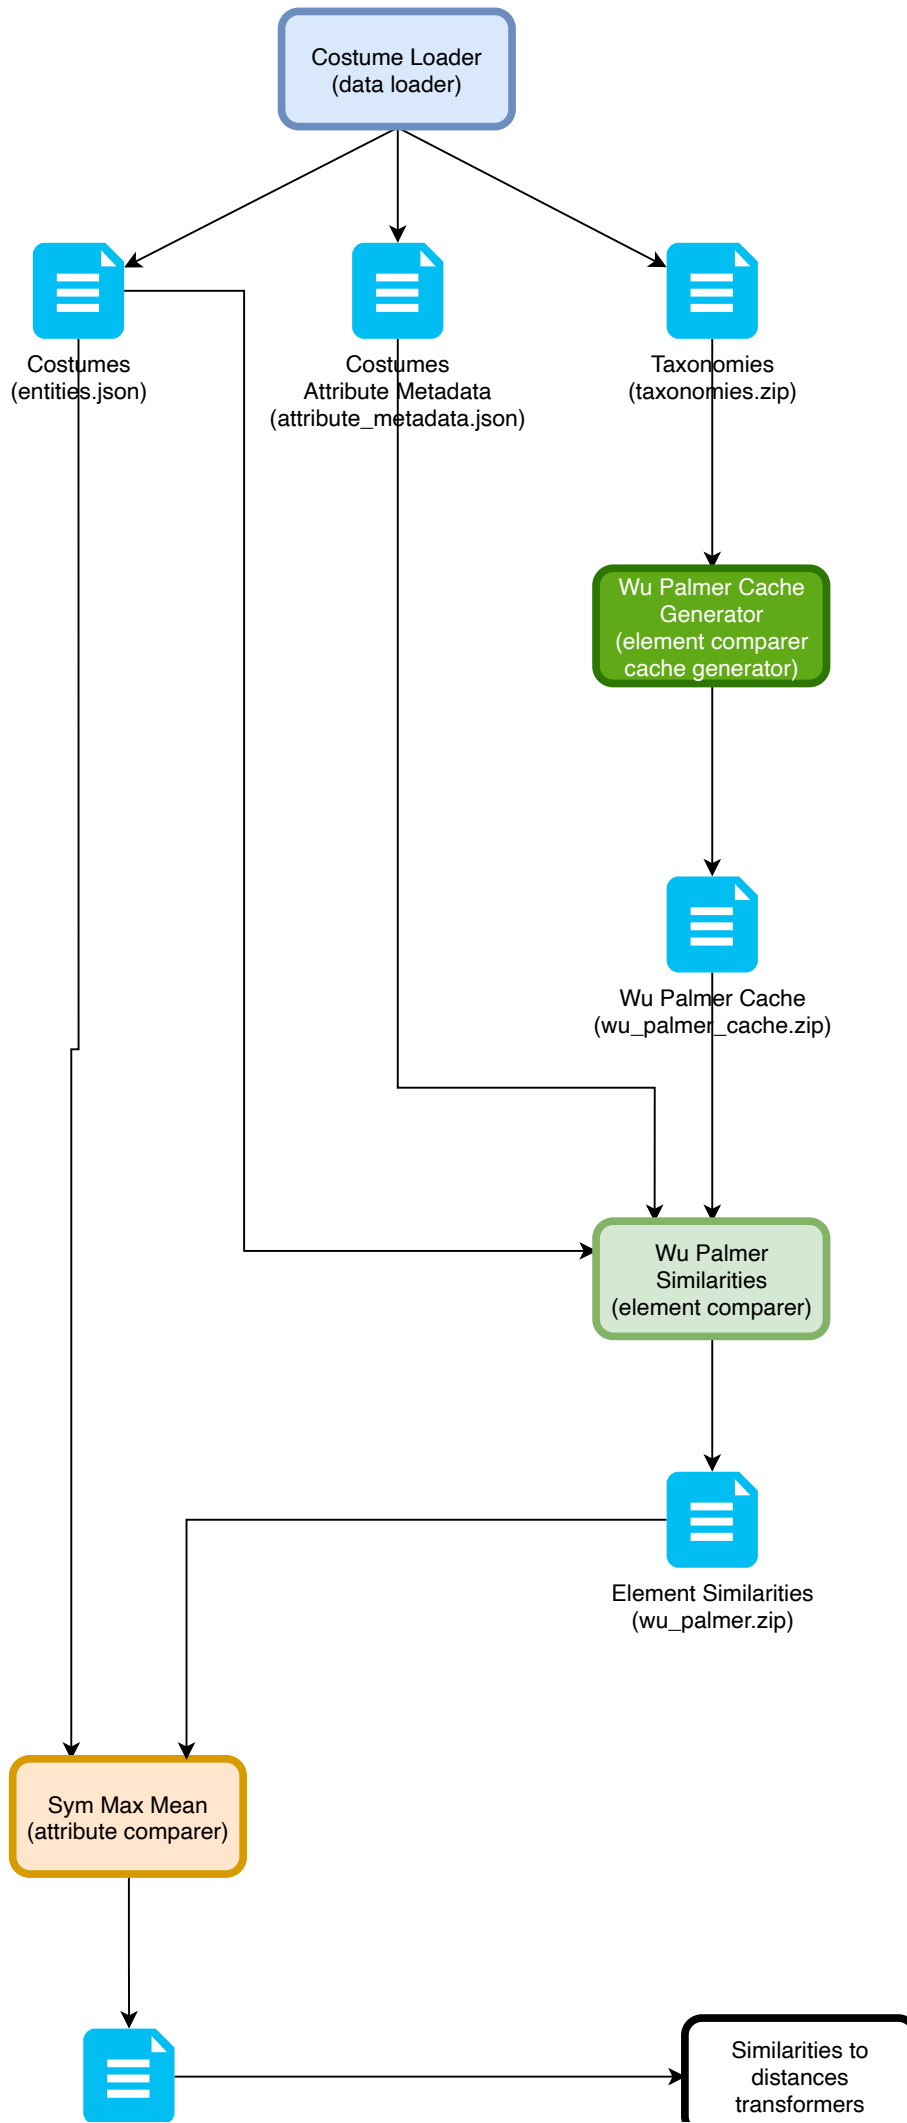 Costume Loader
(data loader)
Costumes
(entities.json)
Costumes
Attribute Metadata
(attribute_metadata.json)
Taxonomies
(taxonomies.zip)
Wu Palmer Cache
Generator
(element comparer
cache generator)
Wu Palmer Cache
(wu_palmer_cache.zip)
Wu Palmer
Similarities
(element comparer)
Element Similarities
(wu_palmer.zip)
Sym Max Mean
(attribute comparer)
Similarities to
distances
transformers